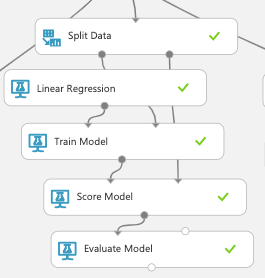 Split Data
Linear Regression
Train Model
Score Model
Evaluate Model